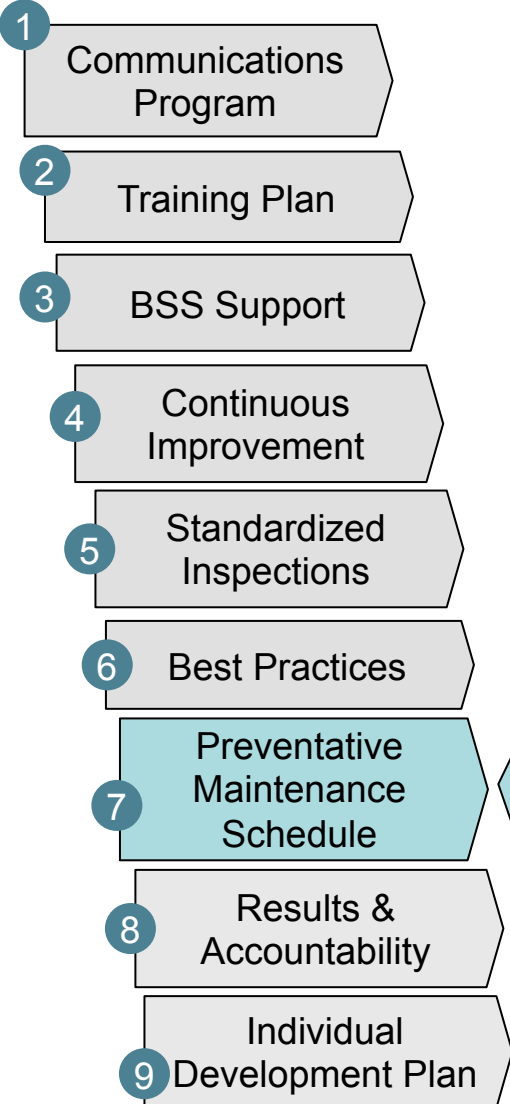 1
Communications
Program
2
Training Plan
3
BSS Support
4
Continuous
Improvement
5
Standardized
Inspections
6
Best Practices
7
Preventative
Maintenance
Schedule
8
Results &
Accountability
9
Individual
Development Plan